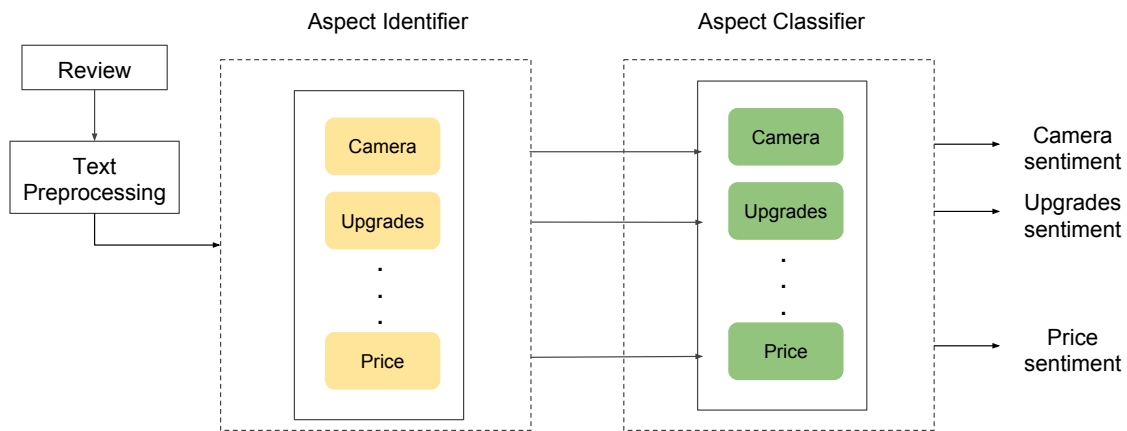 Aspect Identifier
Aspect Classifier
Review
Text
Preprocessing
Camera
Upgrades
.
.
.
Price
Camera
Upgrades
.
.
.
Price
Camera
sentiment
Upgrades
sentiment
Price
sentiment